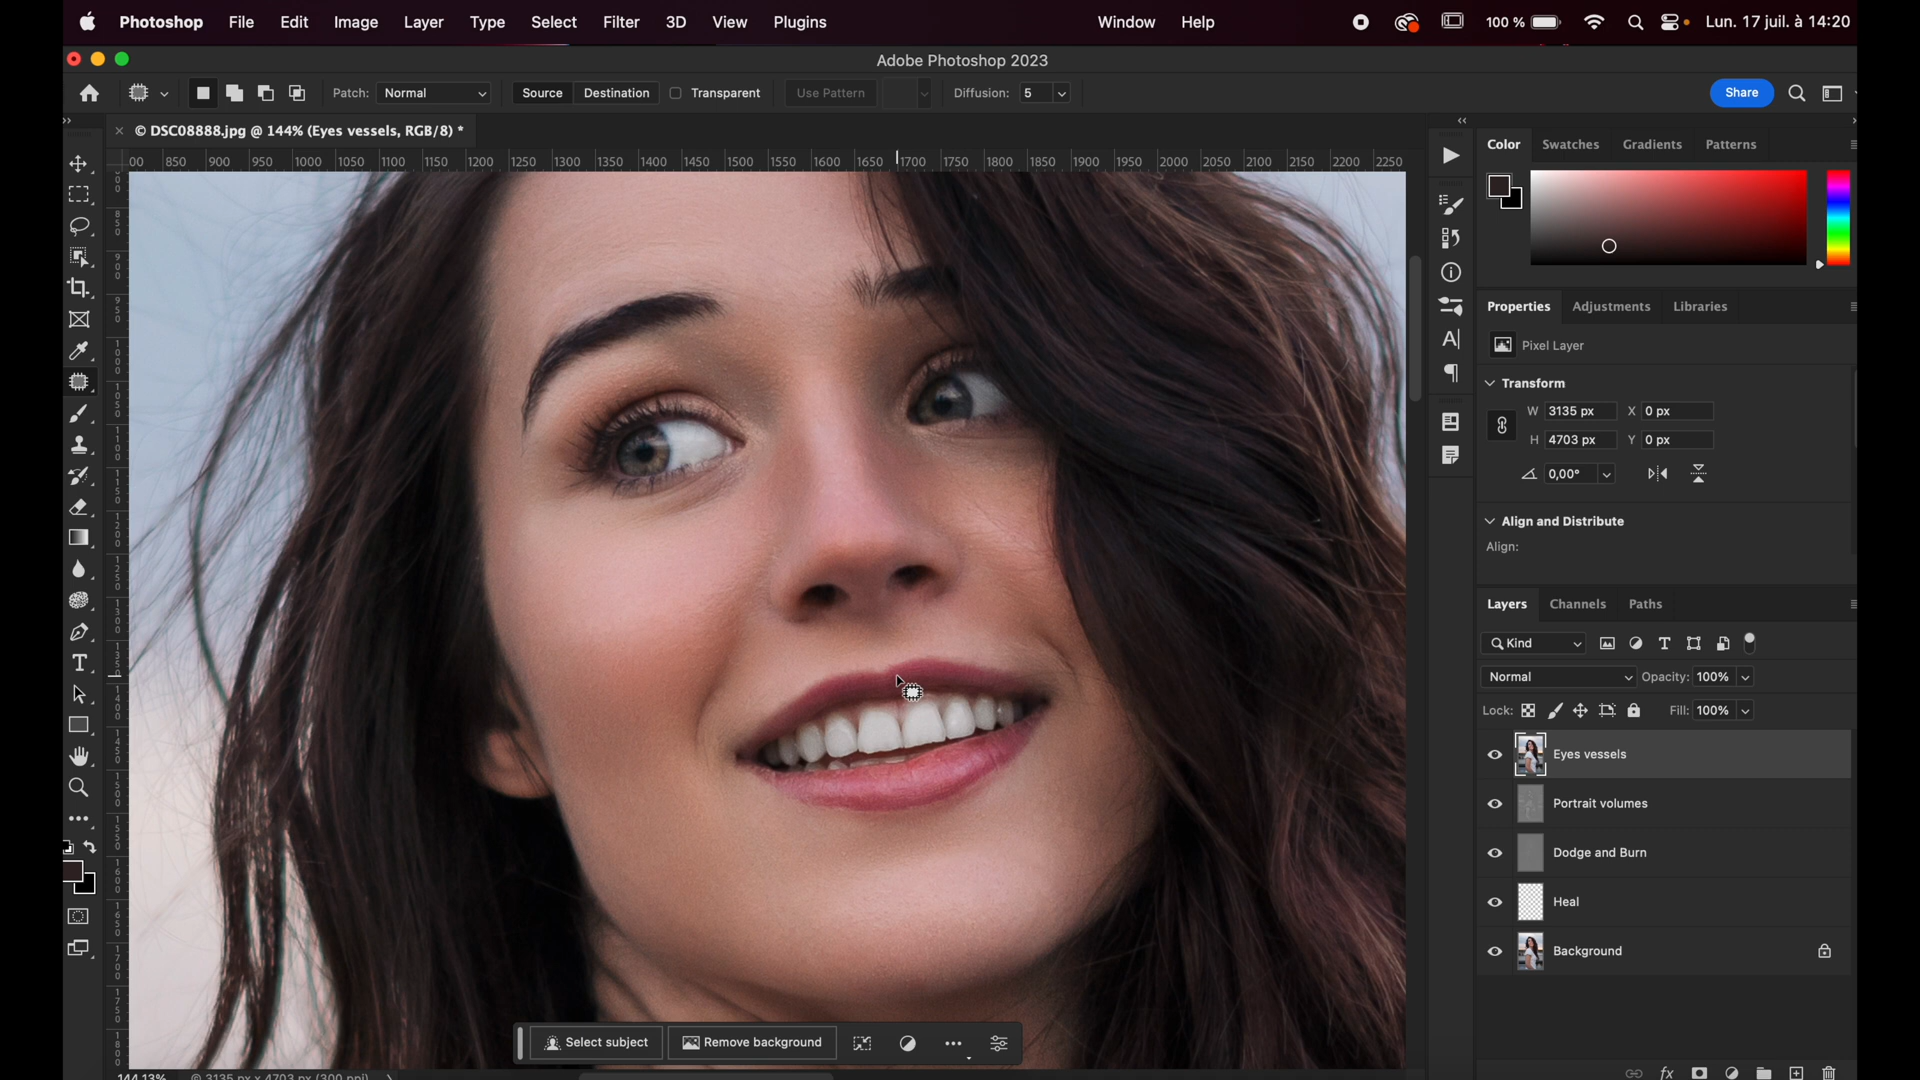 Photoshop File Edit Image Layer Type Select Filter 3D View Plugins Window Help 100 % Lun. 17 juil. à 14:20
Adobe Photoshop 2023
Patch: Normal Source Destination Transparent Use Pattern Diffusion: 5 Share
© DSC08888.jpg @ 144% (Eyes vessels, RGB/8) *
00 850 900 950 1000 1050 1100 1150 1200 1250 1300 1350 1400 1450 1500 1550 1600 1650 1700 1750 1800 1850 1900 1950 2000 2050 2100 2150 2200 2250
Color Swatches Gradients Patterns
Properties Adjustments Libraries
Pixel Layer
Transform
W 3135 px X 0 px
H 4703 px Y 0 px
0,00°
Align and Distribute
Align:
Layers Channels Paths
Kind
Normal Opacity: 100%
Lock: Fill: 100%
Eyes vessels
Portrait volumes
Dodge and Burn
Heal
Background
Select subject Remove background
144,13% © 3135 px x 4703 px (300 ppi)